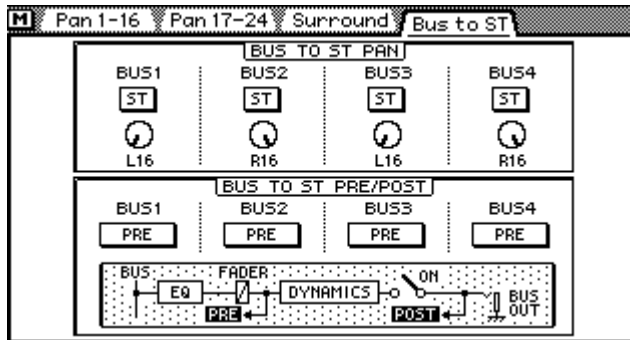 M Pan 1-16 Pan 17-24 Surround Bus to ST
BUS TO ST PAN
BUS1 BUS2 BUS3 BUS4
ST ST ST ST
L16 R16 L16 R16
BUS TO ST PRE/POST
BUS1 BUS2 BUS3 BUS4
PRE PRE PRE PRE
BUS FADER ON
EQ DYNAMICS BUS
PRE POST OUT